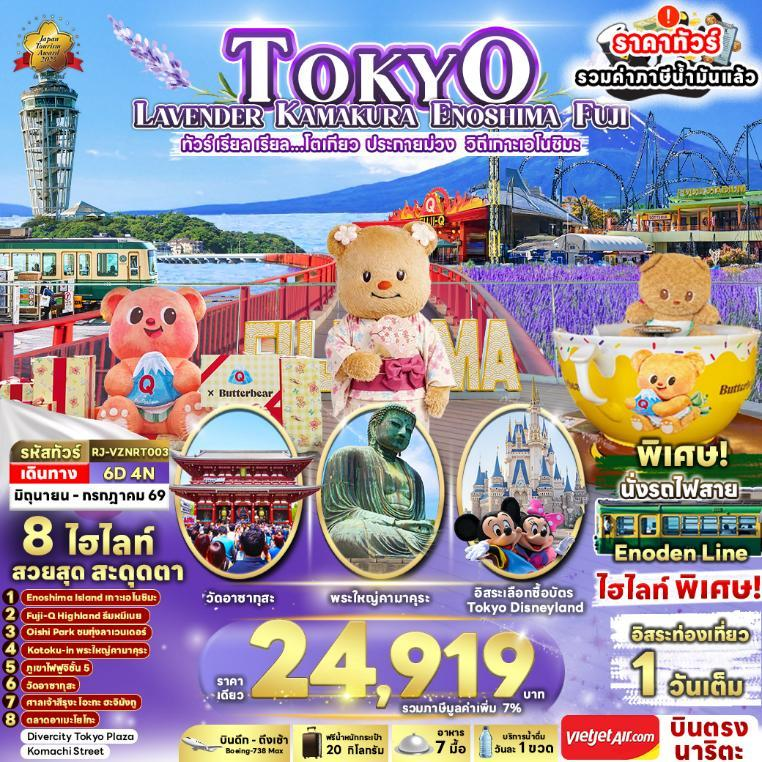 Japan
Tourism
Award
2025
TOKYO
LAVENDER KAMAKURA ENOSHIMA FUJI
ทัวร์ เรียล เรียล...โตเกียว ประกายม่วง วิถีเกาะเอโนชิมะ
ราคาทัวร์
รวมค่าภาษีน้ำมันแล้ว
FUJI-Q
Q
× Butterbear
Butterbear
รหัสทัวร์ RJ-VZNRT003
เดินทาง 6D 4N
มิถุนายน - กรกฎาคม 69
8 ไฮไลท์
สวยสุด สะดุดตา
1 Enoshima Island เกาะเอโนชิมะ
2 Fuji-Q Highland ธีมหมีเนย
3 Oishi Park ชมทุ่งลาเวนเดอร์
4 Kotoku-in พระใหญ่คามาคุระ
5 ภูเขาไฟฟูจิชั้น 5
6 วัดอาซากุสะ
7 ศาลเจ้าสึรุงะโอะกะ ฮะจิมังกู
8 ตลาดอาเมะโยโกะ
Divercity Tokyo Plaza
Komachi Street
วัดอาซากุสะ
พระใหญ่คามาคุระ
อิสระเลือกซื้อบัตร
Tokyo Disneyland
พิเศษ!
นั่งรถไฟสาย
Enoden Line
ไฮไลท์ พิเศษ!
อิสระท่องเที่ยว
1 วันเต็ม
ราคา
เดียว
24,919
บาท
รวมภาษีมูลค่าเพิ่ม 7%
บินดึก - ถึงเช้า
Boeing-738 Max
ฟรีน้ำหนักกระเป๋า
20 กิโลกรัม
อาหาร
7 มื้อ
บริการน้ำดื่ม
วันละ 1 ขวด
vietjetAir.com
บินตรง
นาริตะ